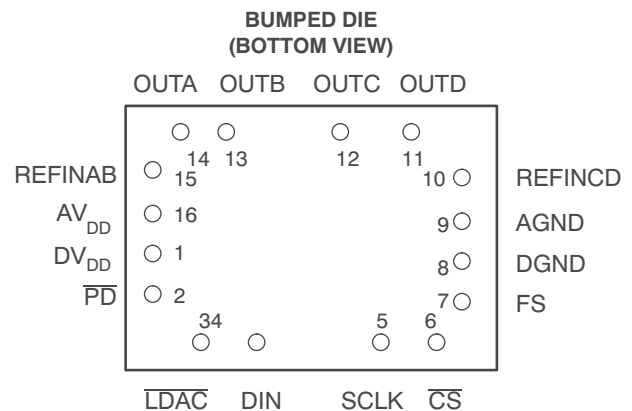 BUMPED DIE
(BOTTOM VIEW)
OUTA OUTB OUTC OUTD
14 13 12 11
REFINAB 15 10 REFINCD
AVDD 16 9 AGND
DVDD 1 8 DGND
PD 2 7 FS
34 5 6
LDAC DIN SCLK CS